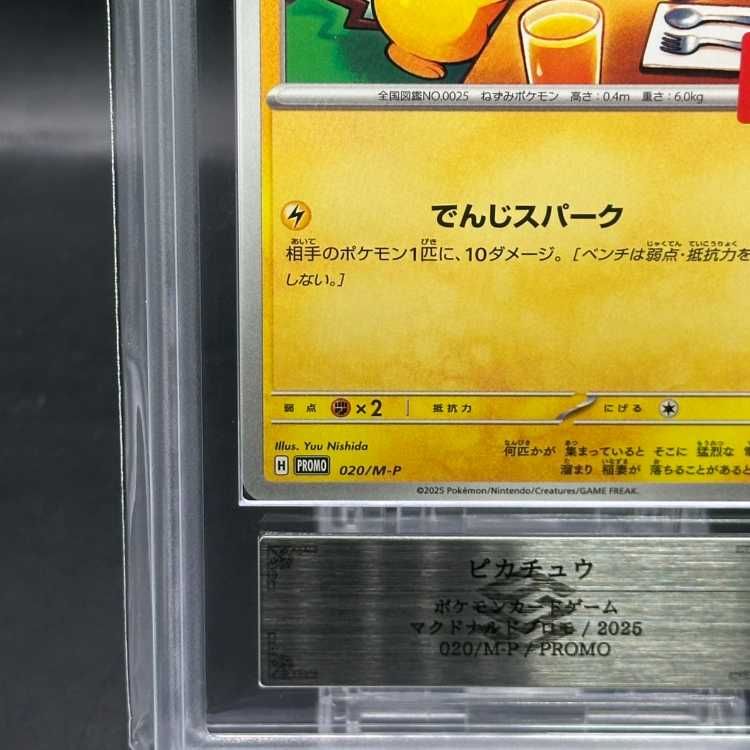 全国図鑑NO.0025 ねずみポケモン 高さ:0.4m 重さ:6.0kg
でんじスパーク
相手のポケモン1匹に、10ダメージ。[ベンチは弱点・抵抗力を
しない。]
弱点 ×2 抵抗力 にげる
Illus. Yuu Nishida
何匹かが 集まっていると そこに 猛烈な
溜まり 稲妻が 落ちることがあると
H PROMO 020/M-P
©2025 Pokémon/Nintendo/Creatures/GAME FREAK.
ピカチュウ
ポケモンカードゲーム
マクドナルドプロモ / 2025
020/M-P / PROMO